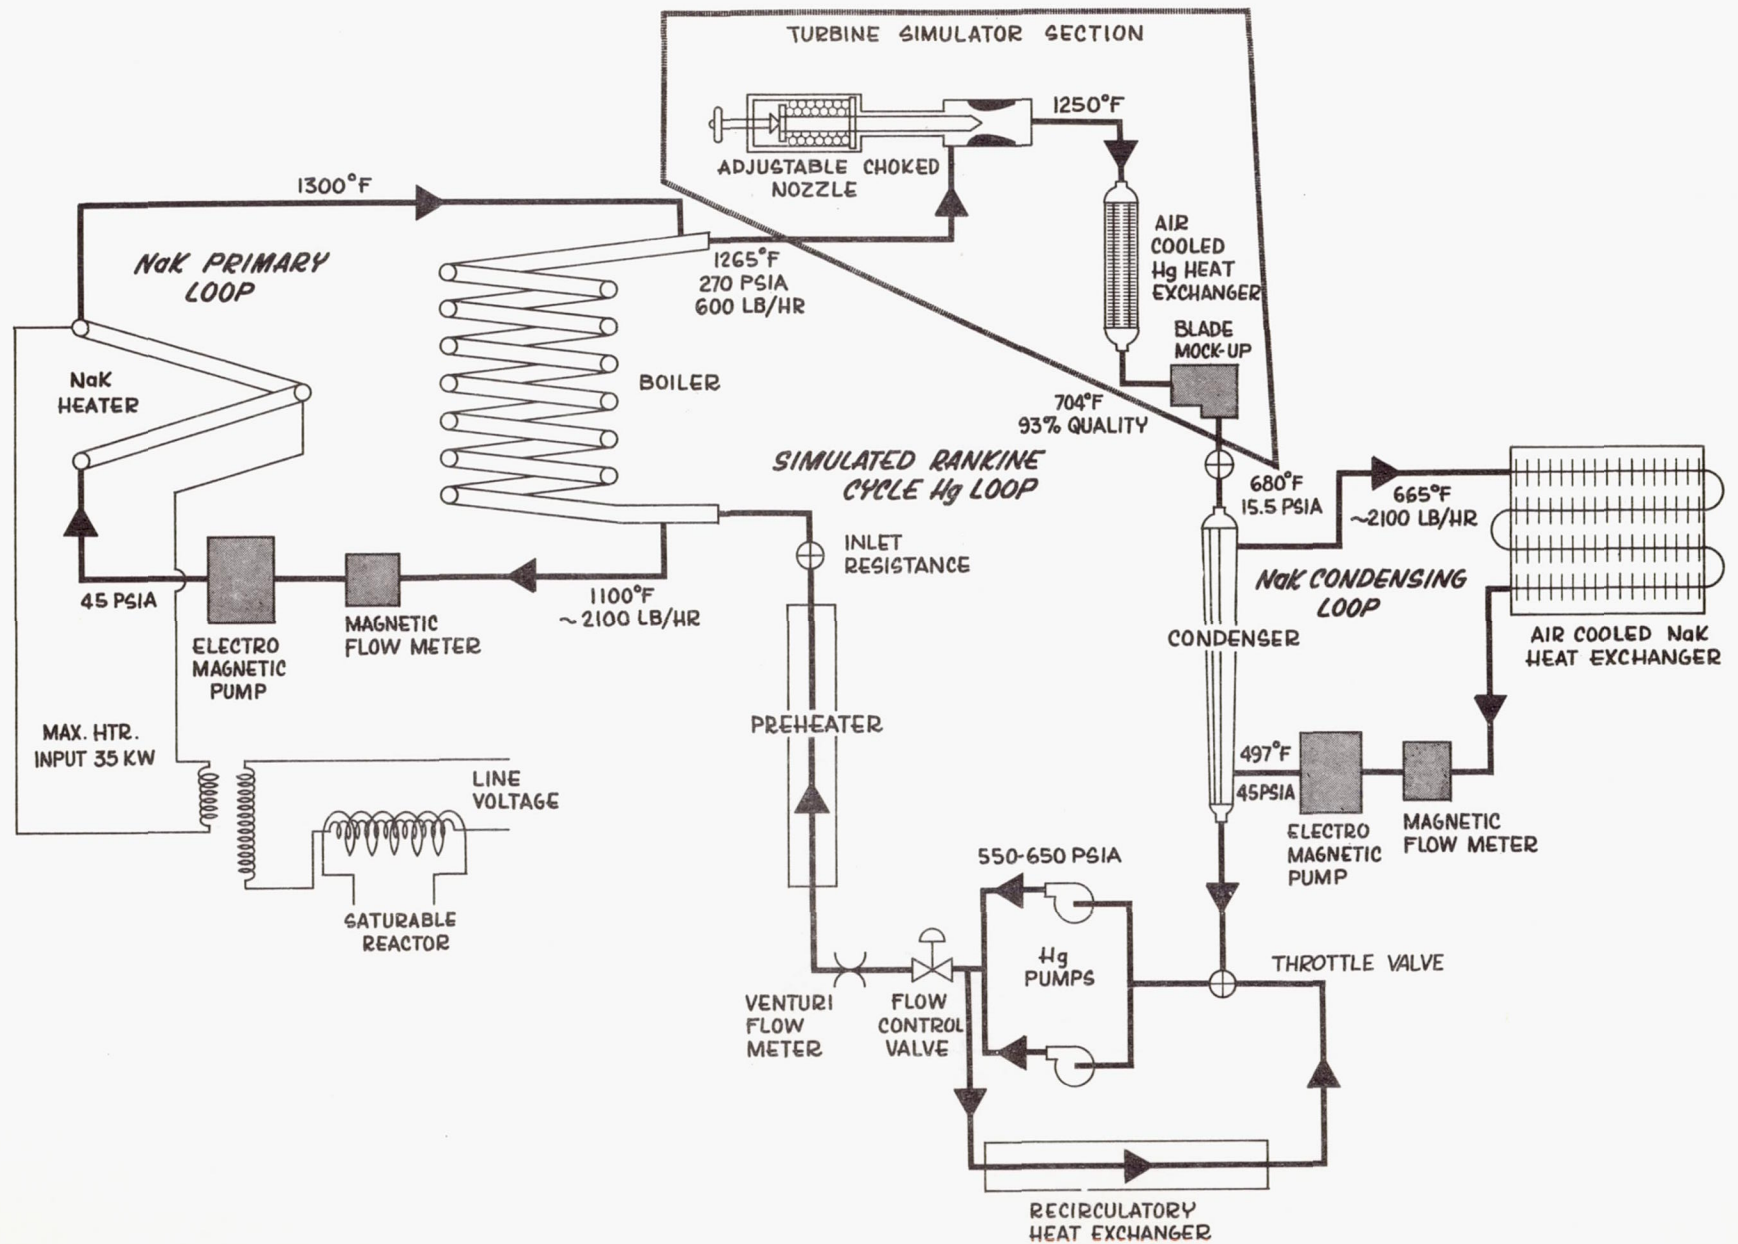 TURBINE SIMULATOR SECTION
1250°F
ADJUSTABLE CHOKED
NOZZLE
1300°F
AIR
COOLED
Hg HEAT
EXCHANGER
NaK PRIMARY
LOOP
1265°F
270 PSIA
600 LB/HR
BLADE
MOCK-UP
NaK
HEATER
BOILER
704°F
93% QUALITY
SIMULATED RANKINE
CYCLE Hg LOOP
680°F
15.5 PSIA
665°F
~2100 LB/HR
INLET
RESISTANCE
NaK CONDENSING
LOOP
45 PSIA
1100°F
~2100 LB/HR
ELECTRO
MAGNETIC
PUMP
MAGNETIC
FLOW METER
CONDENSER
AIR COOLED NaK
HEAT EXCHANGER
MAX. HTR.
INPUT 35 KW
PREHEATER
LINE
VOLTAGE
497°F
45PSIA
ELECTRO
MAGNETIC
PUMP
MAGNETIC
FLOW METER
550-650 PSIA
SATURABLE
REACTOR
Hg
PUMPS
THROTTLE VALVE
VENTURI
FLOW
METER
FLOW
CONTROL
VALVE
RECIRCULATORY
HEAT EXCHANGER